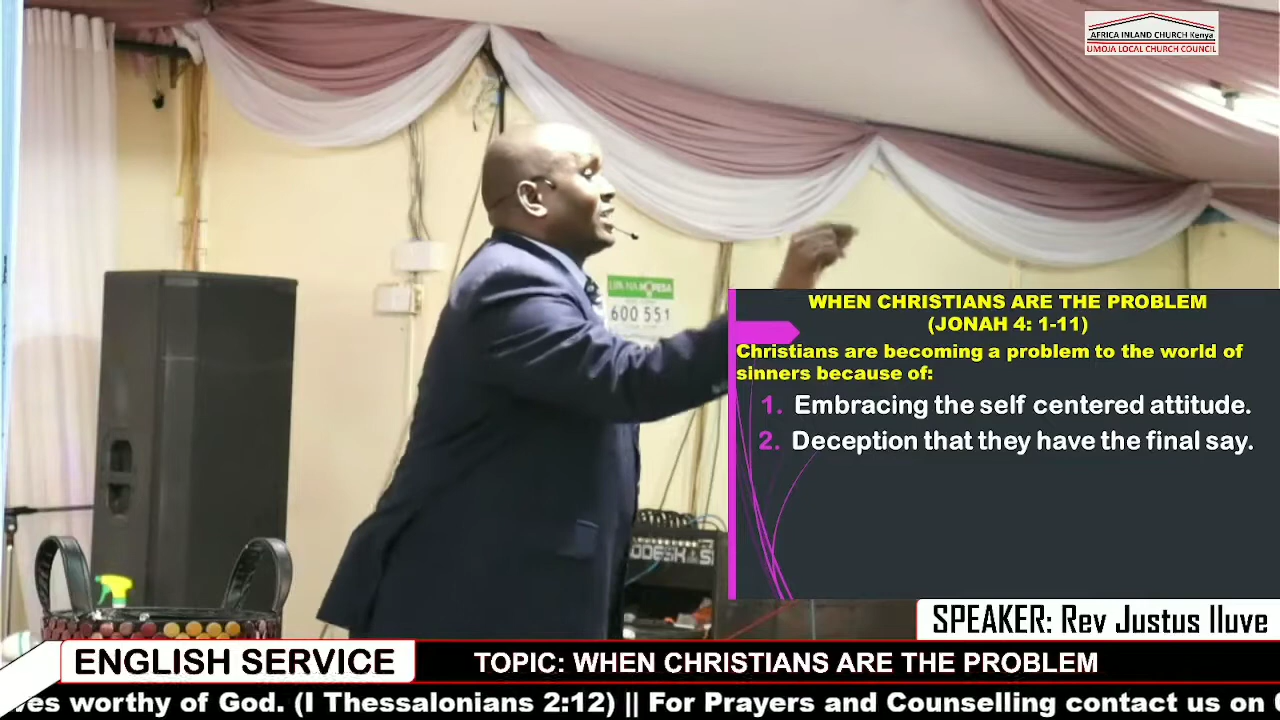 AFRICA INLAND CHURCH Kenya
UMOJA LOCAL CHURCH COUNCIL
LIPA NA M-PESA
600 551
WHEN CHRISTIANS ARE THE PROBLEM
(JONAH 4: 1-11)
Christians are becoming a problem to the world of
sinners because of:
1. Embracing the self centered attitude.
2. Deception that they have the final say.
SPEAKER: Rev Justus Iluve
ENGLISH SERVICE
TOPIC: WHEN CHRISTIANS ARE THE PROBLEM
worthy of God. (I Thessalonians 2:12) || For Prayers and Counselling contact us on